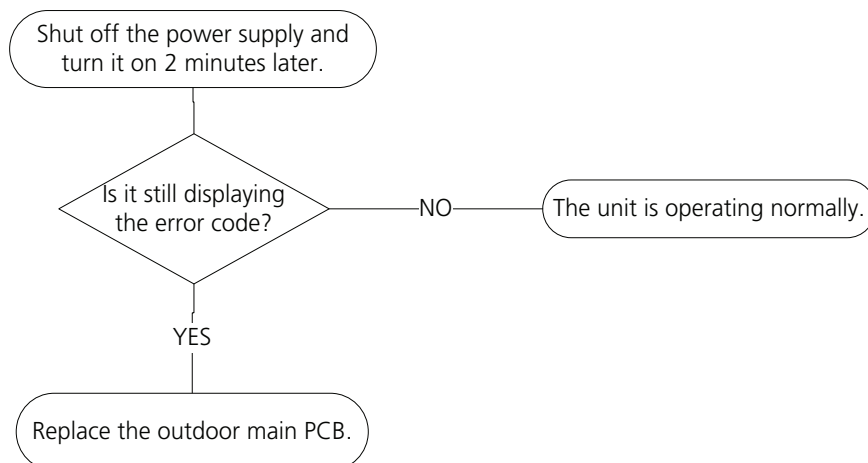 Shut off the power supply and
turn it on 2 minutes later.
Is it still displaying
the error code?
NO
The unit is operating normally.
YES
Replace the outdoor main PCB.